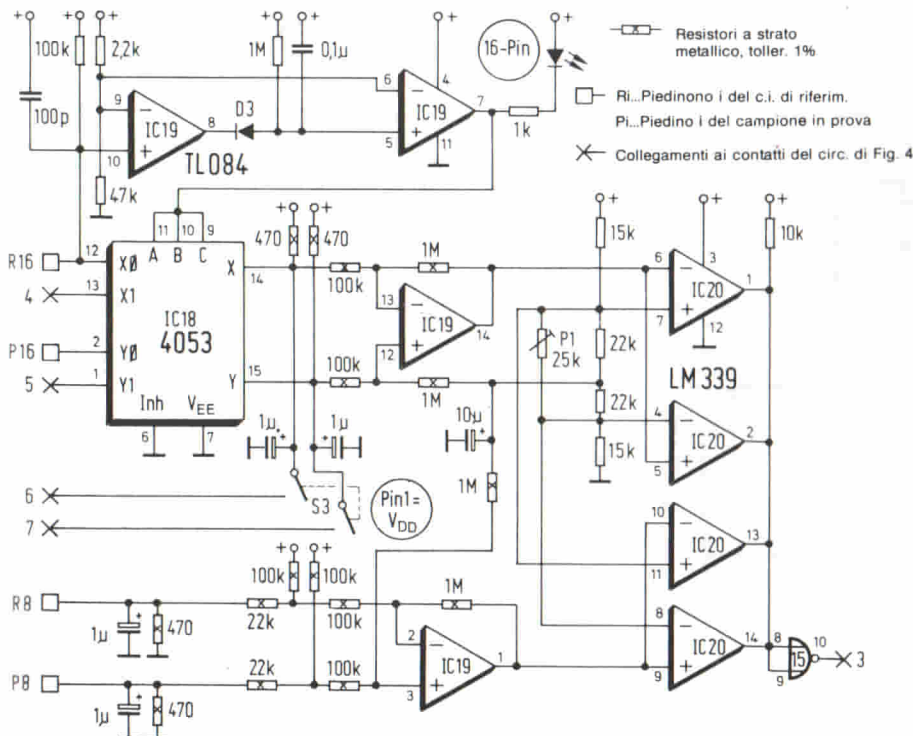 100k
2,2k
1M
0,1µ
16-Pin
100p
9
10
8
IC19
D3
TL084
47k
6
5
4
7
11
IC19
1k
Resistori a strato
metallico, toller. 1%
Ri...Piedinono i del c.i. di riferim.
Pi...Piedino i del campione in prova
Collegamenti ai contatti del circ. di Fig. 4
R16
4
P16
5
12
13
2
1
11
10
9
A
B
C
XØ
X1
YØ
Y1
X
Y
IC18
4053
14
15
Inh
VEE
6
7
470
470
100k
1M
13
12
14
IC19
100k
1M
1µ
1µ
10µ
1M
15k
P1
25k
22k
22k
15k
10k
6
7
3
12
1
IC20
LM339
4
5
2
IC20
10
11
13
IC20
8
9
14
IC20
6
7
S3
Pin1=
VDD
R8
P8
1µ
470
1µ
470
22k
22k
100k
100k
100k
100k
1M
2
3
1
IC19
8
9
15
10
3